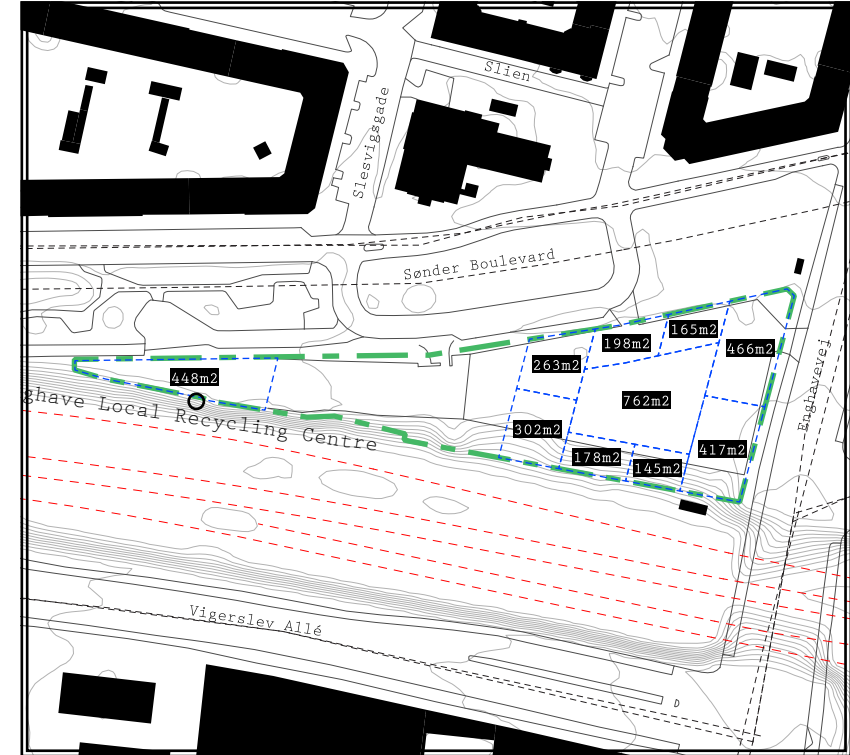 Slien
Slesvigsgade
Sønder Boulevard
165m2
198m2
466m2
263m2
448m2
762m2
Enghavevej
ghave Local Recycling Centre
302m2
417m2
178m2
145m2
Vigerslev Allé
D